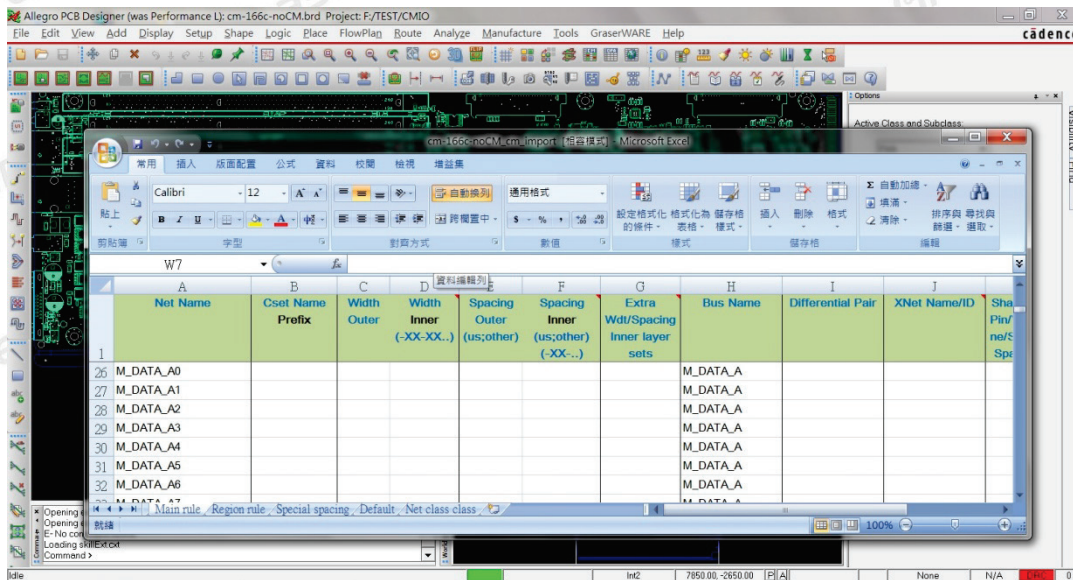 Allegro PCB Designer (was Performance L): cm-166c-noCM.brd Project: F:/TEST/CMIO
File Edit View Add Display Setup Shape Logic Place FlowPlan Route Analyze Manufacture Tools GraserWARE Help
cādence
Options
Active Class and Subclass:
cm-166c-noCM_cm_import [相容模式] - Microsoft Excel
常用 插入 版面配置 公式 資料 校閱 檢視 增益集
Calibri 12 自動換列 通用格式 Σ 自動加總
貼上 B I U 跨欄置中 $ % , 設定格式化的條件 格式化為表格 儲存格樣式 插入 刪除 格式 填滿 清除 排序與篩選 尋找與選取
剪貼簿 字型 對齊方式 數值 樣式 儲存格 編輯
W7 fx
資料編輯列
A B C D F G H I J
1 Net Name Cset Name Prefix Width Outer Width Inner (-XX-XX..) Spacing Outer (us;other) Spacing Inner (us;other) (-XX-..) Extra Wdt/Spacing Inner layer sets Bus Name Differential Pair XNet Name/ID
26 M_DATA_A0 M_DATA_A
27 M_DATA_A1 M_DATA_A
28 M_DATA_A2 M_DATA_A
29 M_DATA_A3 M_DATA_A
30 M_DATA_A4 M_DATA_A
31 M_DATA_A5 M_DATA_A
32 M_DATA_A6 M_DATA_A
Main rule Region rule Special spacing Default Net class class
就緒 100%
Opening
Opening
E- No con
Loading skillExt.cxt
Command >
Idle Int2 7850.00, -2650.00 P A None N/A DRC 0